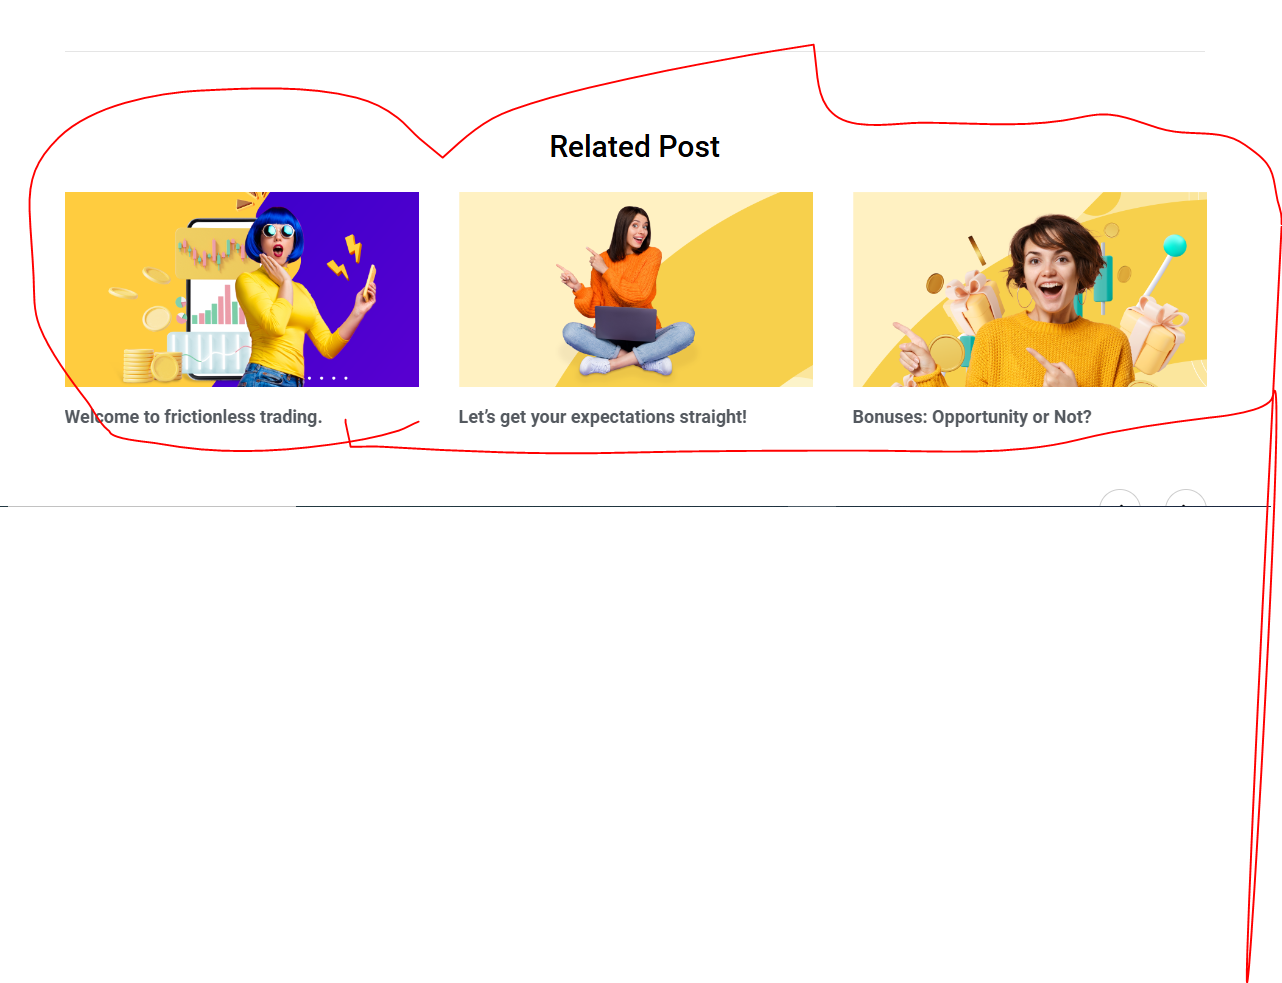 Related Post
Welcome to frictionless trading.
Let’s get your expectations straight!
Bonuses: Opportunity or Not?